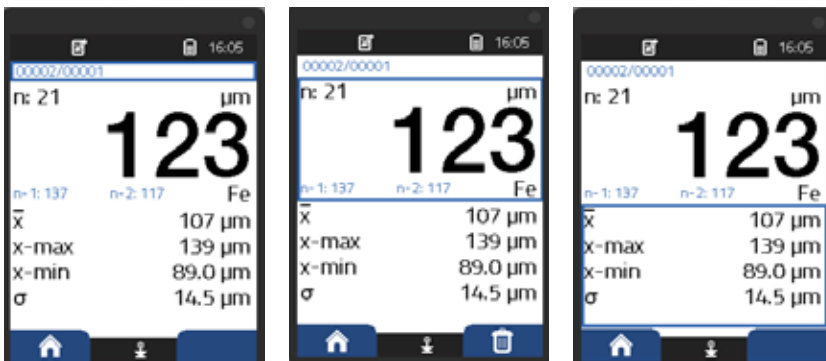 16:05
00002/00001
n: 21 µm
123
n-1: 137 n-2: 117 Fe
x̅ 107 µm
x-max 139 µm
x-min 89.0 µm
σ 14.5 µm
16:05
00002/00001
n: 21 µm
123
n-1: 137 n-2: 117 Fe
x̅ 107 µm
x-max 139 µm
x-min 89.0 µm
σ 14.5 µm
16:05
00002/00001
n: 21 µm
123
n-1: 137 n-2: 117 Fe
x̅ 107 µm
x-max 139 µm
x-min 89.0 µm
σ 14.5 µm